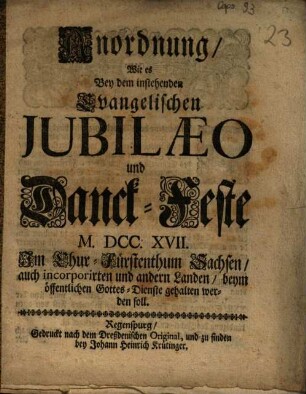 23
Anordnung/
Wie es
Bey dem instehenden
Evangelischen
JUBILÆO
und
Danck-Feste
M. DCC. XVII.
Im Chur-Fürstenthum Sachsen/
auch incorporirten und andern Landen/ beym
öffentlichen Gottes-Dienste gehalten wer-
den soll.
Regenspurg/
Gedruckt nach dem Dreßdenischen Original, und zu finden
bey Johann Heinrich Krütinger.